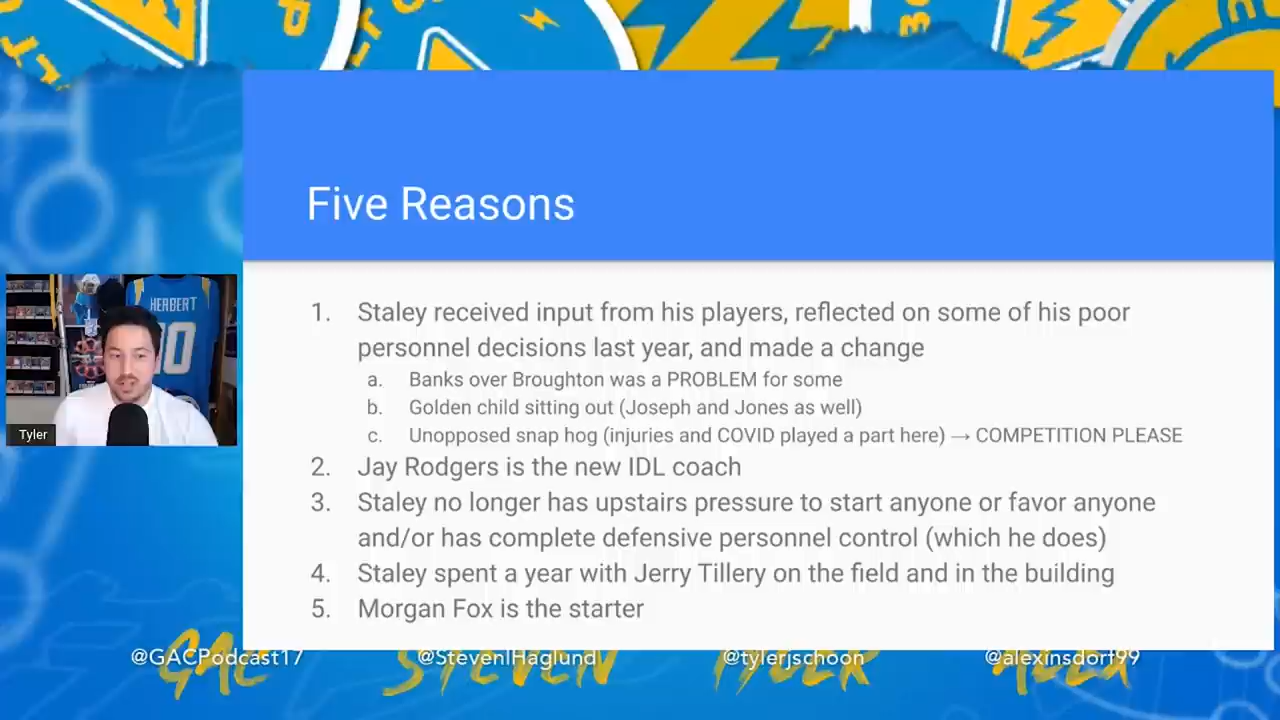 Five Reasons
1. Staley received input from his players, reflected on some of his poor
personnel decisions last year, and made a change
a. Banks over Broughton was a PROBLEM for some
b. Golden child sitting out (Joseph and Jones as well)
c. Unopposed snap hog (injuries and COVID played a part here) → COMPETITION PLEASE
2. Jay Rodgers is the new IDL coach
3. Staley no longer has upstairs pressure to start anyone or favor anyone
and/or has complete defensive personnel control (which he does)
4. Staley spent a year with Jerry Tillery on the field and in the building
5. Morgan Fox is the starter
HERBERT
10
Tyler
@GACPodcast17 @StevenIHaglund @tylerjschoon @alexinsdorf99
GAC STEVEN TYLER ALEX